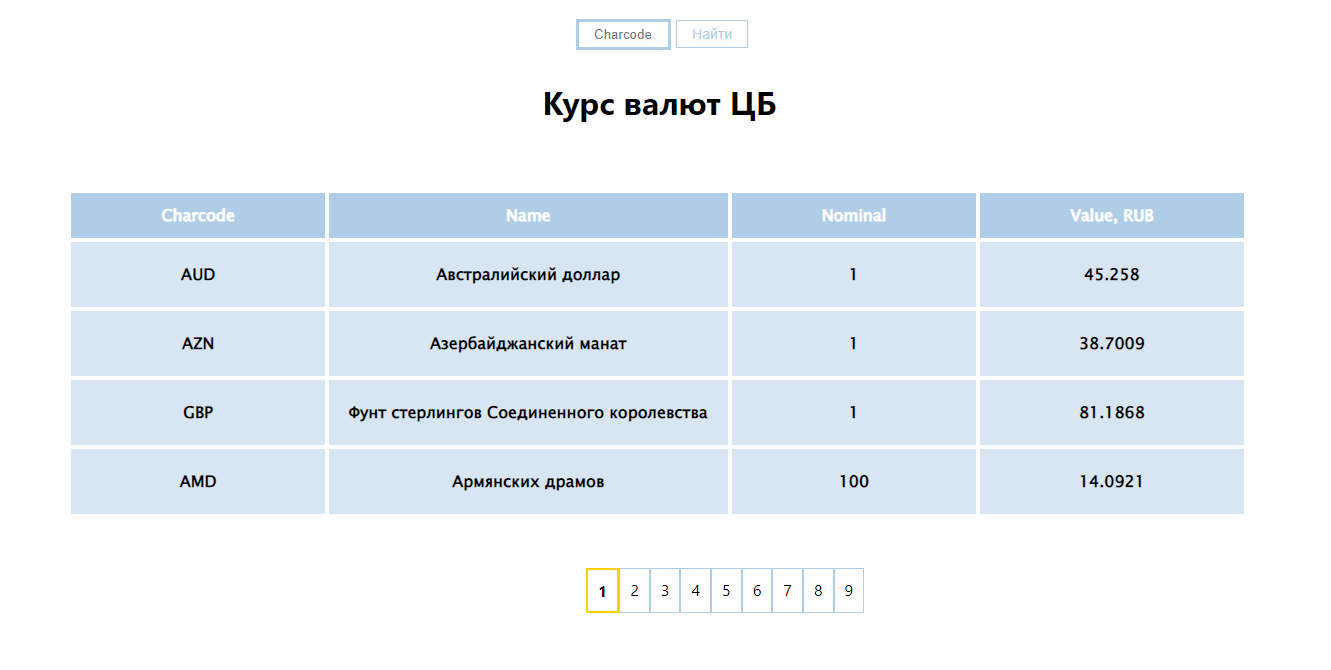 Charcode Найти
Курс валют ЦБ
Charcode Name Nominal Value, RUB
AUD Австралийский доллар 1 45.258
AZN Азербайджанский манат 1 38.7009
GBP Фунт стерлингов Соединенного королевства 1 81.1868
AMD Армянских драмов 100 14.0921
1 2 3 4 5 6 7 8 9